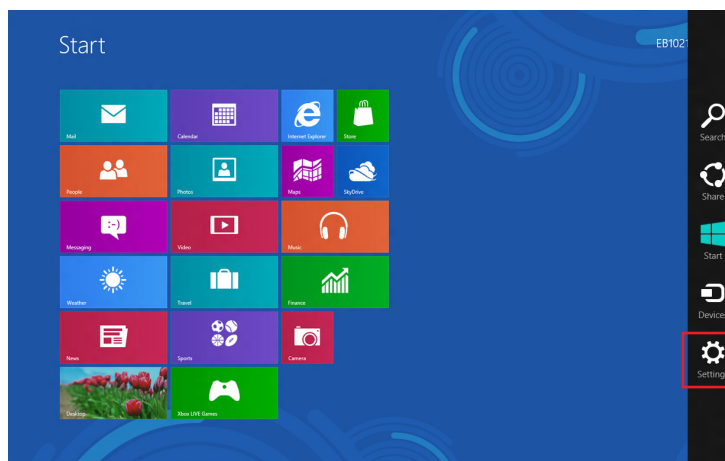 Start
EB1021
Search
Mail
Calendar
Internet Explorer
Store
People
Photos
Maps
SkyDrive
Share
Messaging
Video
Music
Start
Weather
Travel
Finance
Devices
News
Sports
Camera
Setting
Desktop
Xbox LIVE Games